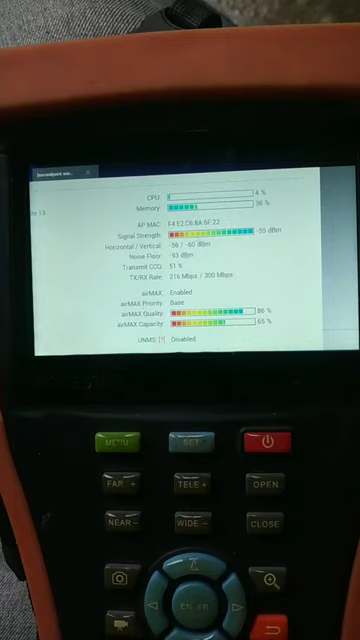 CPU: 4 %
Memory: 36 %
AP MAC: F4:E2:C6:8A:6F:22
Signal Strength: -55 dBm
Horizontal / Vertical: -56 / -60 dBm
Noise Floor: -93 dBm
Transmit CCQ: 51 %
TX/RX Rate: 216 Mbps / 300 Mbps
airMAX: Enabled
airMAX Priority: Base
airMAX Quality: 86 %
airMAX Capacity: 65 %
UNMS: [?] Disabled
MENU SET
FAR + TELE + OPEN
NEAR - WIDE - CLOSE